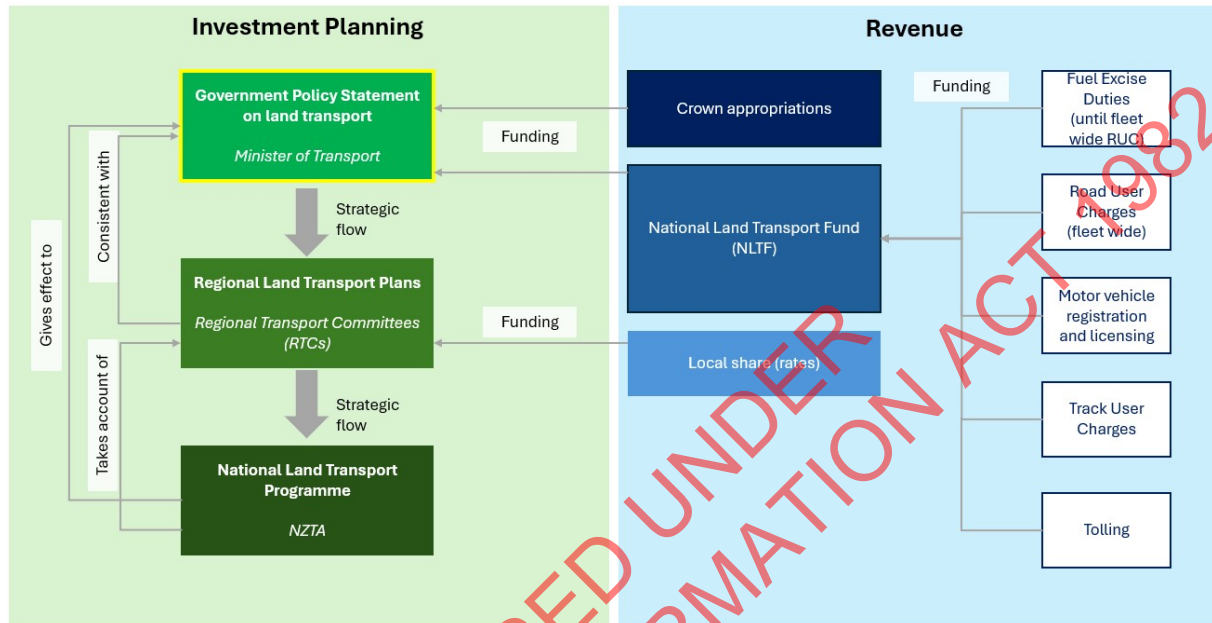 Investment Planning
Revenue
Government Policy Statement
on land transport
Minister of Transport
Strategic
flow
Regional Land Transport Plans
Regional Transport Committees
(RTCs)
Strategic
flow
National Land Transport
Programme
NZTA
Gives effect to
Consistent with
Takes account of
Funding
Funding
Crown appropriations
National Land Transport Fund
(NLTF)
Local share (rates)
Funding
Fuel Excise
Duties
(until fleet
wide RUC)
Road User
Charges
(fleet wide)
Motor vehicle
registration
and licensing
Track User
Charges
Tolling
ED UNDER
RMATION ACT 1982